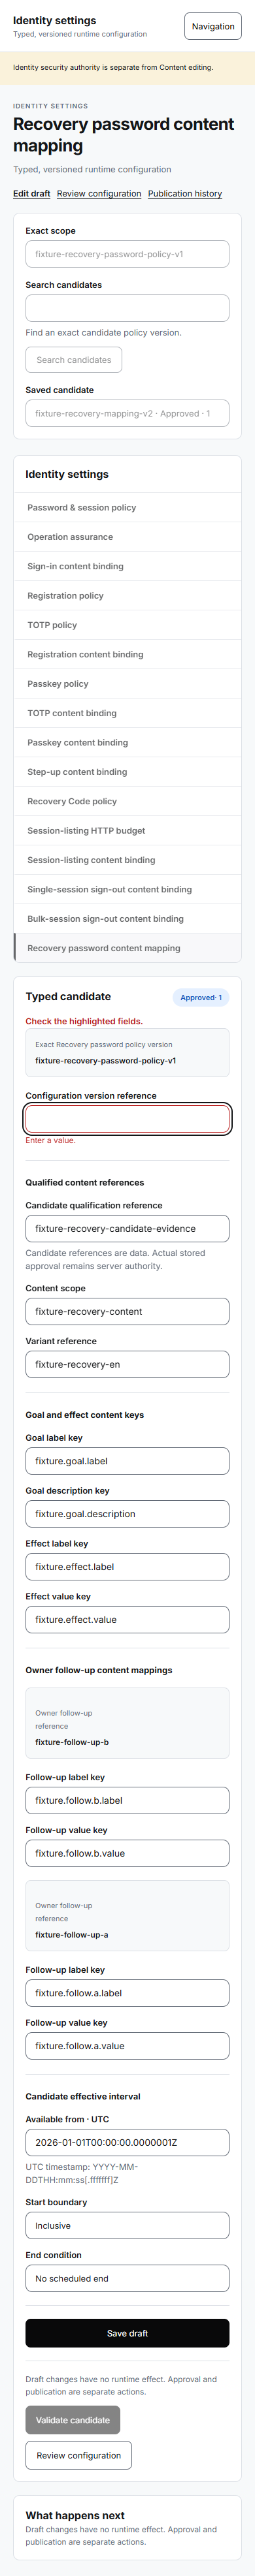 Identity settings
Typed, versioned runtime configuration
Navigation
Identity security authority is separate from Content editing.
IDENTITY SETTINGS
Recovery password content
mapping
Typed, versioned runtime configuration
Edit draft Review configuration Publication history
Exact scope
fixture-recovery-password-policy-v1
Search candidates
Find an exact candidate policy version.
Search candidates
Saved candidate
fixture-recovery-mapping-v2 · Approved · 1
Identity settings
Password & session policy
Operation assurance
Sign-in content binding
Registration policy
TOTP policy
Registration content binding
Passkey policy
TOTP content binding
Passkey content binding
Step-up content binding
Recovery Code policy
Session-listing HTTP budget
Session-listing content binding
Single-session sign-out content binding
Bulk-session sign-out content binding
Recovery password content mapping
Typed candidate
Approved· 1
Check the highlighted fields.
Exact Recovery password policy version
fixture-recovery-password-policy-v1
Configuration version reference
Enter a value.
Qualified content references
Candidate qualification reference
fixture-recovery-candidate-evidence
Candidate references are data. Actual stored
approval remains server authority.
Content scope
fixture-recovery-content
Variant reference
fixture-recovery-en
Goal and effect content keys
Goal label key
fixture.goal.label
Goal description key
fixture.goal.description
Effect label key
fixture.effect.label
Effect value key
fixture.effect.value
Owner follow-up content mappings
Owner follow-up
reference
fixture-follow-up-b
Follow-up label key
fixture.follow.b.label
Follow-up value key
fixture.follow.b.value
Owner follow-up
reference
fixture-follow-up-a
Follow-up label key
fixture.follow.a.label
Follow-up value key
fixture.follow.a.value
Candidate effective interval
Available from · UTC
2026-01-01T00:00:00.0000001Z
UTC timestamp: YYYY-MM-
DDTHH:mm:ss[.fffffff]Z
Start boundary
Inclusive
End condition
No scheduled end
Save draft
Draft changes have no runtime effect. Approval and
publication are separate actions.
Validate candidate
Review configuration
What happens next
Draft changes have no runtime effect. Approval and
publication are separate actions.